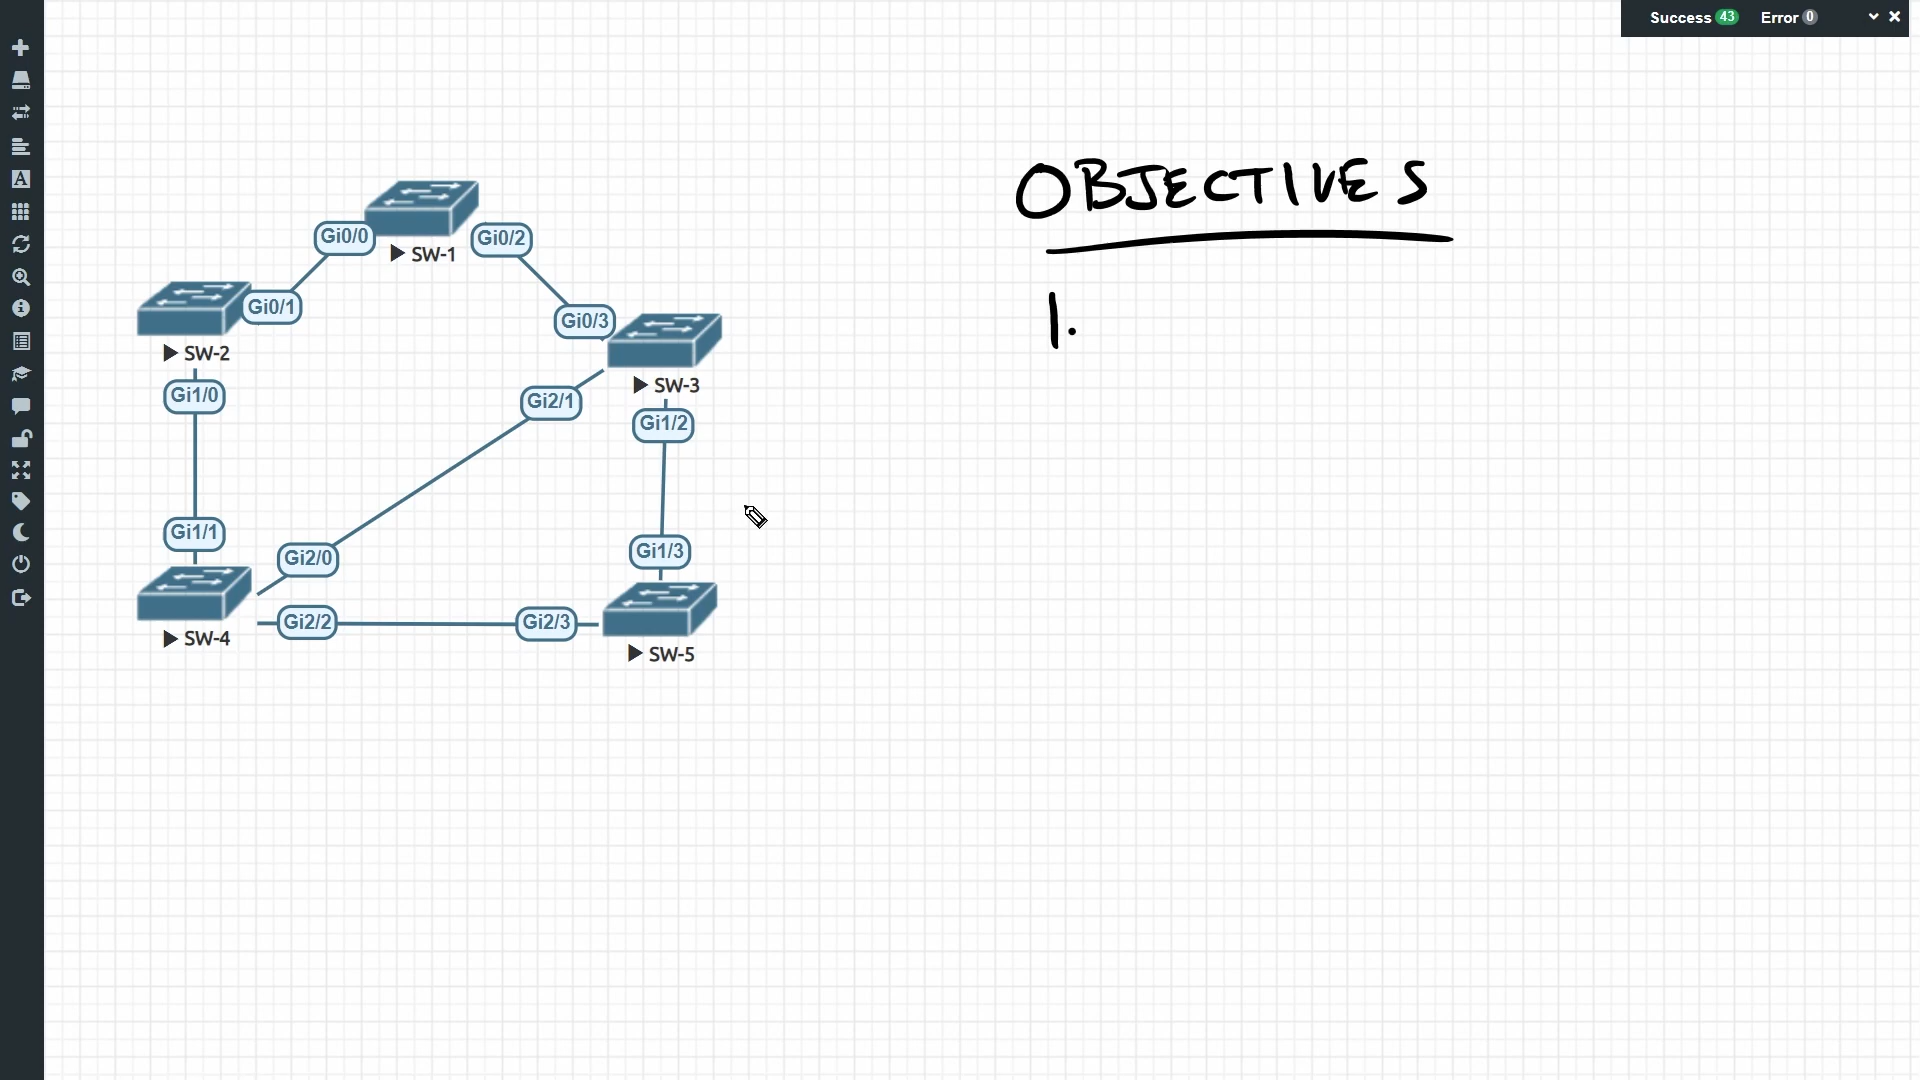 Success 43 Error 0
OBJECTIVES
1.
Gi0/0
SW-1
Gi0/2
Gi0/1
SW-2
Gi0/3
SW-3
Gi1/0
Gi2/1
Gi1/2
Gi1/1
Gi2/0
Gi1/3
SW-4
Gi2/2
Gi2/3
SW-5